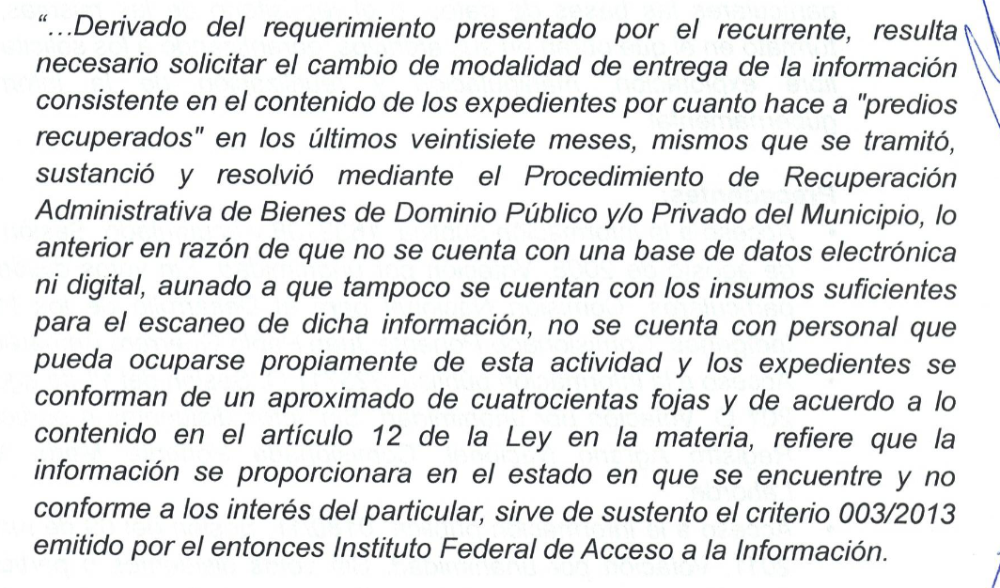 “…Derivado del requerimiento presentado por el recurrente, resulta
necesario solicitar el cambio de modalidad de entrega de la información
consistente en el contenido de los expedientes por cuanto hace a "predios
recuperados" en los últimos veintisiete meses, mismos que se tramitó,
sustanció y resolvió mediante el Procedimiento de Recuperación
Administrativa de Bienes de Dominio Público y/o Privado del Municipio, lo
anterior en razón de que no se cuenta con una base de datos electrónica
ni digital, aunado a que tampoco se cuentan con los insumos suficientes
para el escaneo de dicha información, no se cuenta con personal que
pueda ocuparse propiamente de esta actividad y los expedientes se
conforman de un aproximado de cuatrocientas fojas y de acuerdo a lo
contenido en el artículo 12 de la Ley en la materia, refiere que la
información se proporcionara en el estado en que se encuentre y no
conforme a los interés del particular, sirve de sustento el criterio 003/2013
emitido por el entonces Instituto Federal de Acceso a la Información.